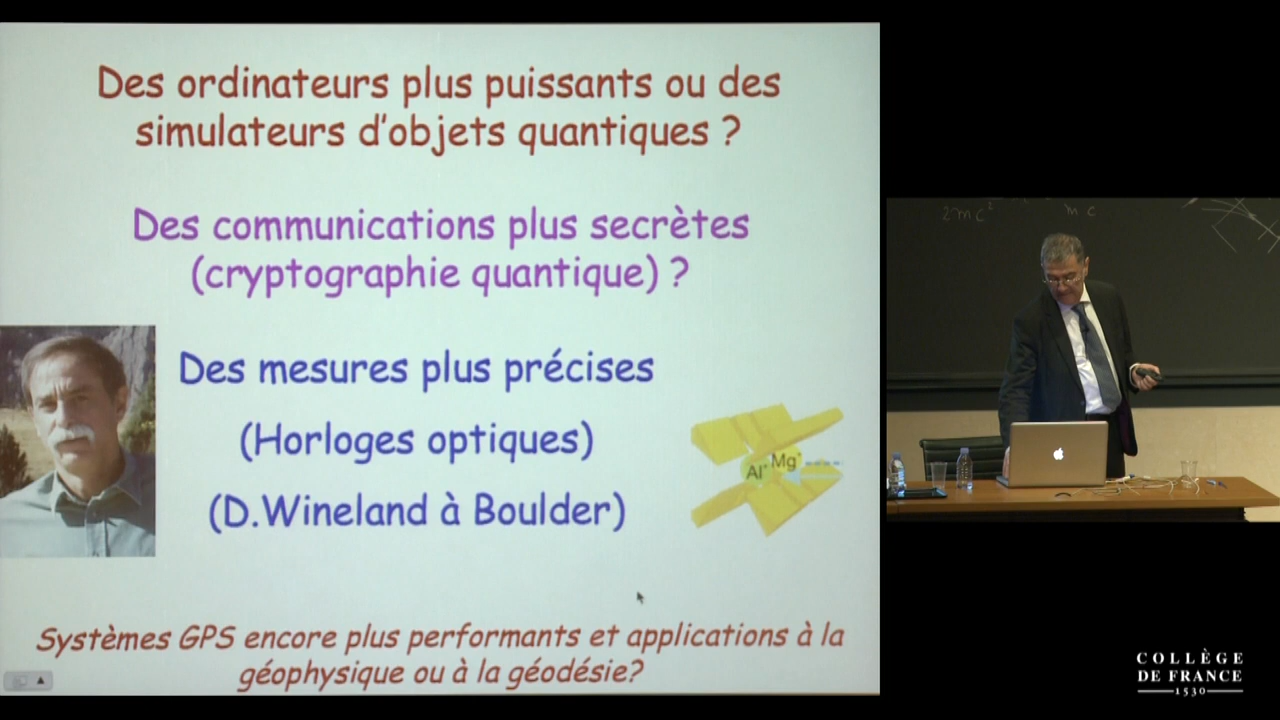 Des ordinateurs plus puissants ou des
simulateurs d'objets quantiques ?
Des communications plus secrètes
(cryptographie quantique) ?
Des mesures plus précises
(Horloges optiques)
(D.Wineland à Boulder)
Al⁺ Mg⁺
Systèmes GPS encore plus performants et applications à la
géophysique ou à la géodésie?
2mc²
mc
COLLÈGE
DE FRANCE
1530